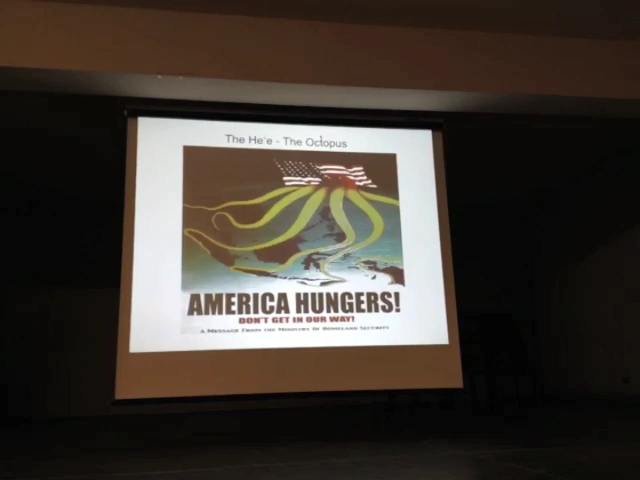 The He`e - The Octopus
AMERICA HUNGERS!
DON'T GET IN OUR WAY!
A MESSAGE FROM THE MINISTRY OF HOMELAND SECURITY